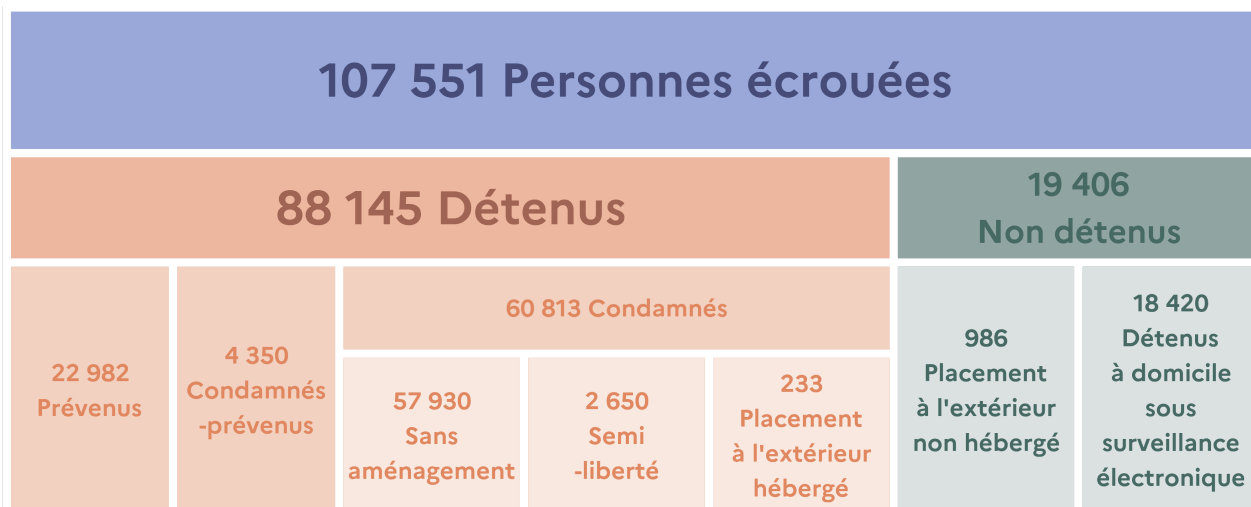 107 551 Personnes écrouées
88 145 Détenus
19 406
Non détenus
22 982
Prévenus
4 350
Condamnés
-prévenus
60 813 Condamnés
57 930
Sans
aménagement
2 650
Semi
-liberté
233
Placement
à l'extérieur
hébergé
986
Placement
à l'extérieur
non hébergé
18 420
Détenus
à domicile
sous
surveillance
électronique